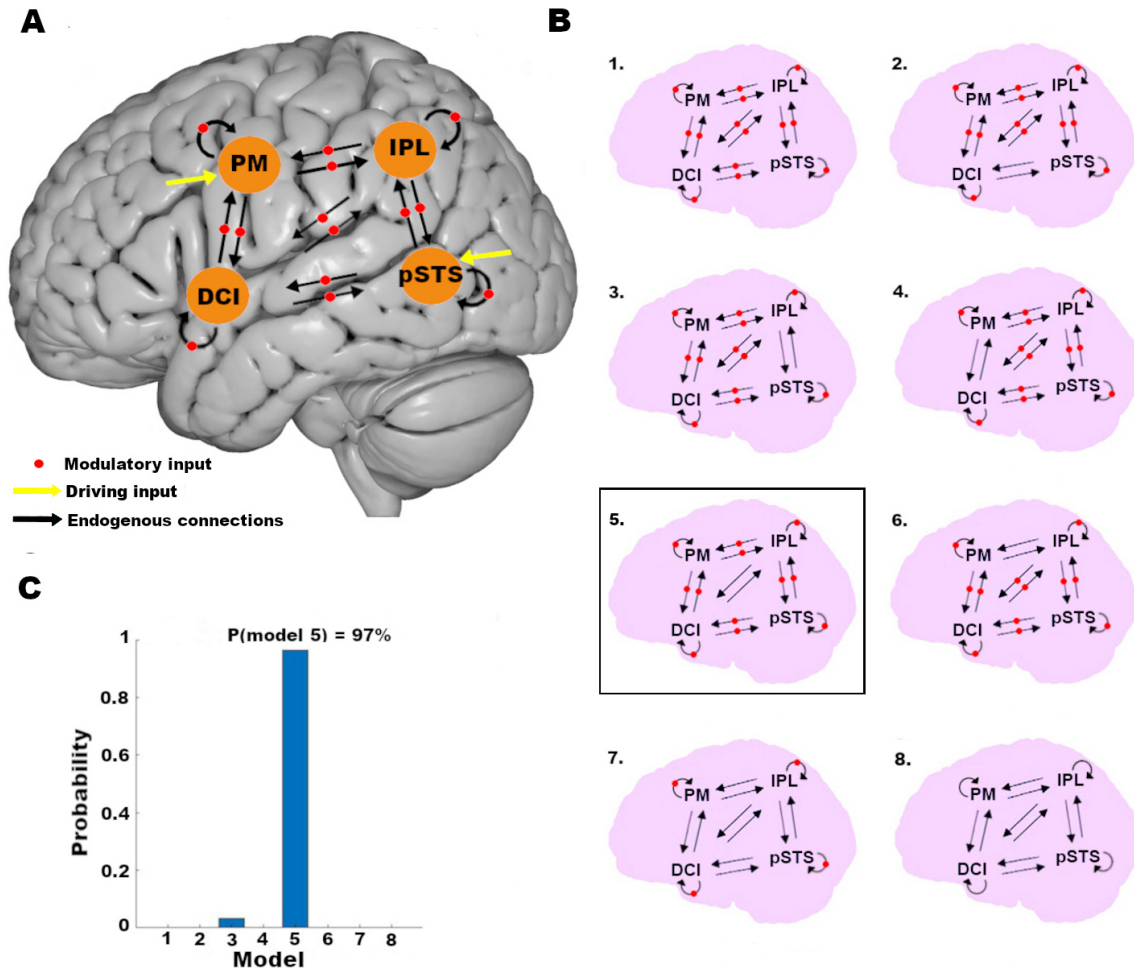 A
PM
IPL
DCI
pSTS
Modulatory input
Driving input
Endogenous connections
B
1.
PM
IPL
DCI
pSTS
2.
PM
IPL
DCI
pSTS
3.
PM
IPL
DCI
pSTS
4.
PM
IPL
DCI
pSTS
5.
PM
IPL
DCI
pSTS
6.
PM
IPL
DCI
pSTS
7.
PM
IPL
DCI
pSTS
8.
PM
IPL
DCI
pSTS
C
P(model 5) = 97%
Probability
1
0.8
0.6
0.4
0.2
0
1 2 3 4 5 6 7 8
Model